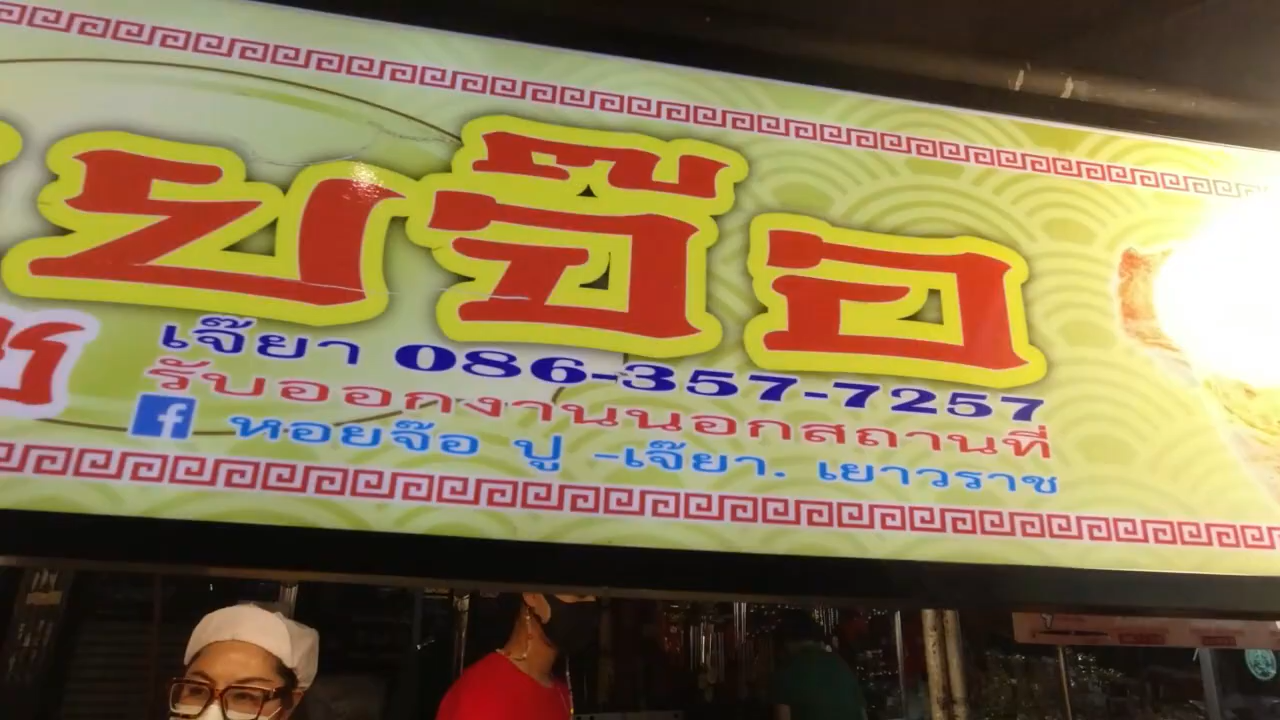 ยจ๊อ
เจ๊ยา 086-357-7257
รับออกงานนอกสถานที่
หอยจ๊อ ปู -เจ๊ยา. เยาวราช